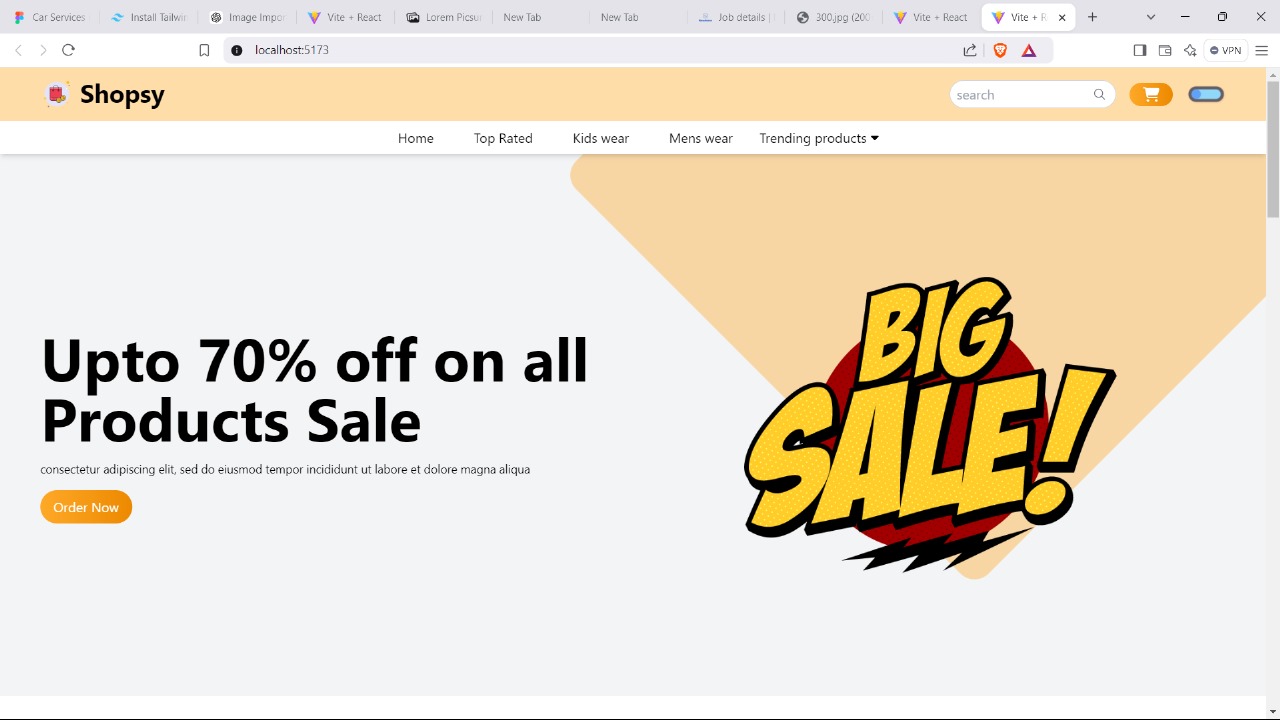 Car Services
Install Tailwi
Image Impor
Vite + React
Lorem Picsu
New Tab
New Tab
Job details |
500.jpg (200
Vite + React
Vite + R
localhost:5173
VPN
Shopsy
search
Home
Top Rated
Kids wear
Mens wear
Trending products
Upto 70% off on all
Products Sale
consectetur adipiscing elit, sed do eiusmod tempor incididunt ut labore et dolore magna aliqua
Order Now
BIG
SALE!